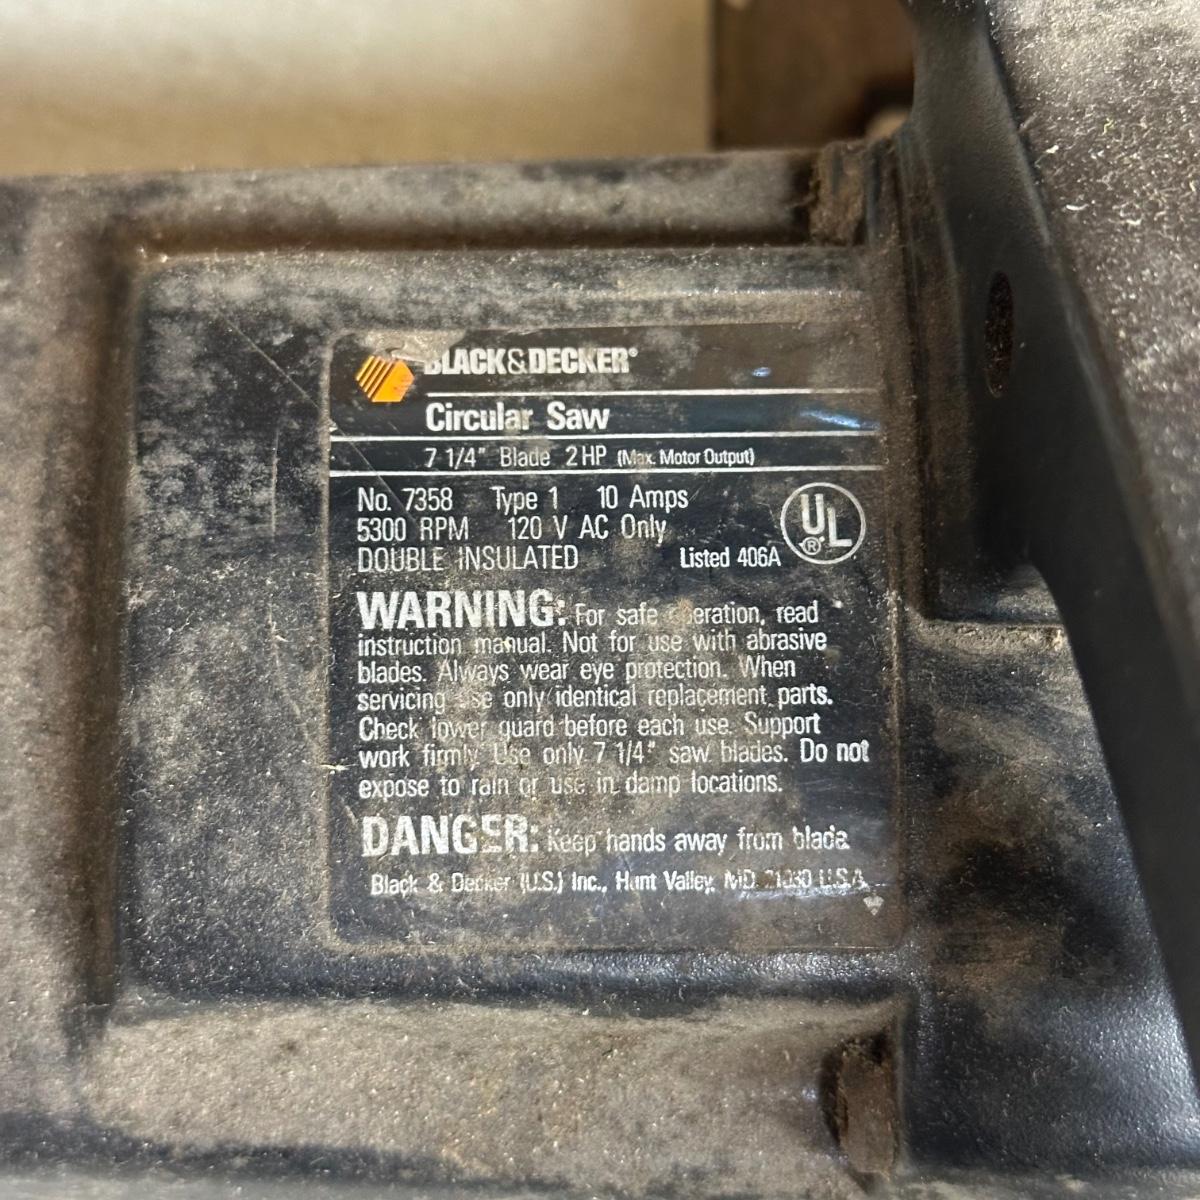 BLACK&DECKER®
Circular Saw
7 1/4" Blade 2HP (Max. Motor Output)
No. 7358 Type 1 10 Amps
5300 RPM 120 V AC Only
DOUBLE INSULATED Listed 406A
UL ®
WARNING: For safe operation, read
instruction manual. Not for use with abrasive
blades. Always wear eye protection. When
servicing use only identical replacement parts.
Check lower guard before each use. Support
work firmly. Use only 7 1/4" saw blades. Do not
expose to rain or use in damp locations.
DANGER: Keep hands away from blade.
Black & Decker (U.S.) Inc., Hunt Valley, MD 21030 U.S.A.